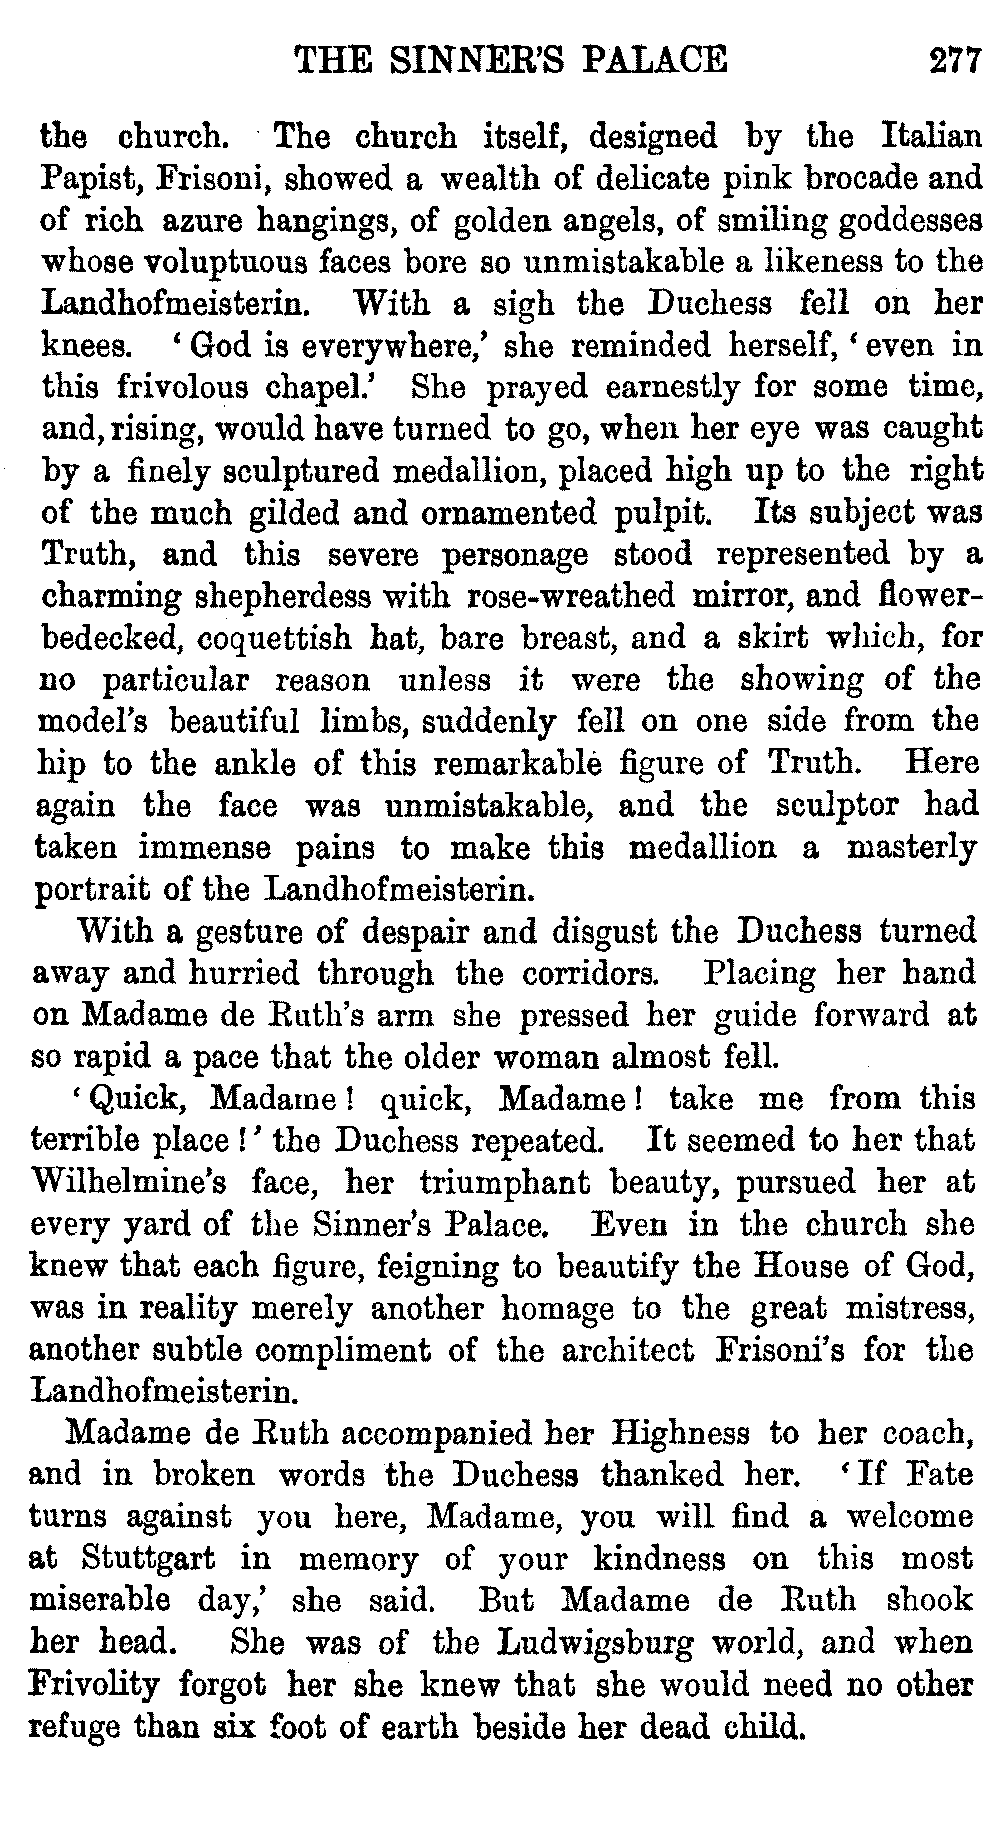 THE SINNER'S PALACE 277
the church. The church itself, designed by the Italian
Papist, Frisoni, showed a wealth of delicate pink brocade and
of rich azure hangings, of golden angels, of smiling goddesses
whose voluptuous faces bore so unmistakable a likeness to the
Landhofmeisterin. With a sigh the Duchess fell on her
knees. ‘God is everywhere,’ she reminded herself, ‘even in
this frivolous chapel.’ She prayed earnestly for some time,
and, rising, would have turned to go, when her eye was caught
by a finely sculptured medallion, placed high up to the right
of the much gilded and ornamented pulpit. Its subject was
Truth, and this severe personage stood represented by a
charming shepherdess with rose-wreathed mirror, and flower-
bedecked, coquettish hat, bare breast, and a skirt which, for
no particular reason unless it were the showing of the
model's beautiful limbs, suddenly fell on one side from the
hip to the ankle of this remarkable figure of Truth. Here
again the face was unmistakable, and the sculptor had
taken immense pains to make this medallion a masterly
portrait of the Landhofmeisterin.
With a gesture of despair and disgust the Duchess turned
away and hurried through the corridors. Placing her hand
on Madame de Ruth's arm she pressed her guide forward at
so rapid a pace that the older woman almost fell.
‘Quick, Madame! quick, Madame! take me from this
terrible place!’ the Duchess repeated. It seemed to her that
Wilhelmine's face, her triumphant beauty, pursued her at
every yard of the Sinner's Palace. Even in the church she
knew that each figure, feigning to beautify the House of God,
was in reality merely another homage to the great mistress,
another subtle compliment of the architect Frisoni's for the
Landhofmeisterin.
Madame de Ruth accompanied her Highness to her coach,
and in broken words the Duchess thanked her. ‘If Fate
turns against you here, Madame, you will find a welcome
at Stuttgart in memory of your kindness on this most
miserable day,’ she said. But Madame de Ruth shook
her head. She was of the Ludwigsburg world, and when
Frivolity forgot her she knew that she would need no other
refuge than six foot of earth beside her dead child.